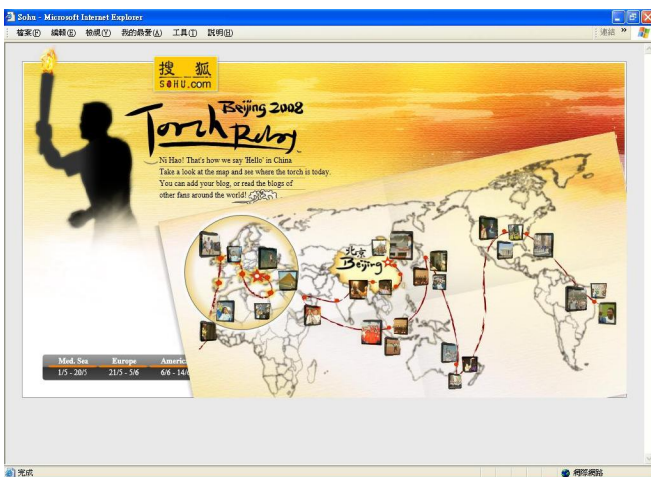 Sohu - Microsoft Internet Explorer
檔案(F) 編輯(E) 檢視(V) 我的最愛(A) 工具(T) 說明(H)
連結 »
搜狐
SOHU.com
Beijing 2008
Torch Relay
Ni Hao! That's how we say 'Hello' in China
Take a look at the map and see where the torch is today.
You can add your blog, or read the blogs of
other fans around the world!
北京
Beijing
Med. Sea Europe Americ
1/5 - 20/5 21/5 - 5/6 6/6 - 14/6
完成
網際網路